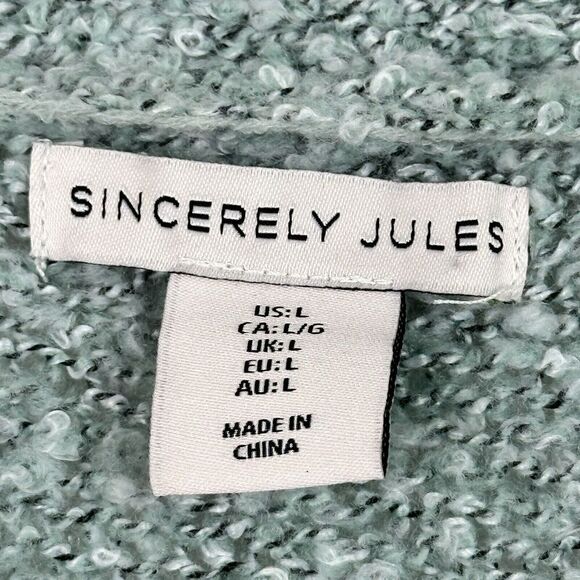 SINCERELY JULES
US: L
CA: L/G
UK: L
EU: L
AU: L
MADE IN
CHINA